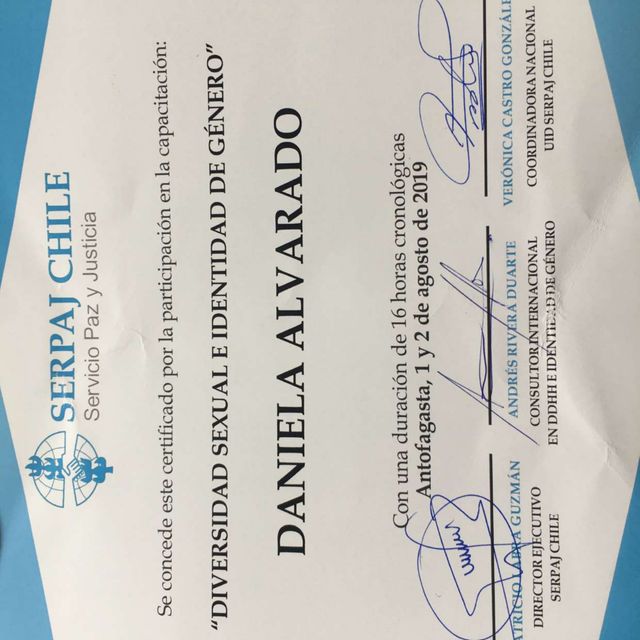 SERPAJ CHILE
Servicio Paz y Justicia
Se concede este certificado por la participación en la capacitación:
“DIVERSIDAD SEXUAL E IDENTIDAD DE GÉNERO”
DANIELA ALVARADO
Con una duración de 16 horas cronológicas
Antofagasta, 1 y 2 de agosto de 2019
GUZMÁN
DIRECTOR EJECUTIVO
SERPAJ CHILE
ANDRÉS RIVERA DUARTE
CONSULTOR INTERNACIONAL
EN DDHH E IDENTIDAD DE GÉNERO
VERÓNICA CASTRO GONZÁLE
COORDINADORA NACIONAL
UID SERPAJ CHILE